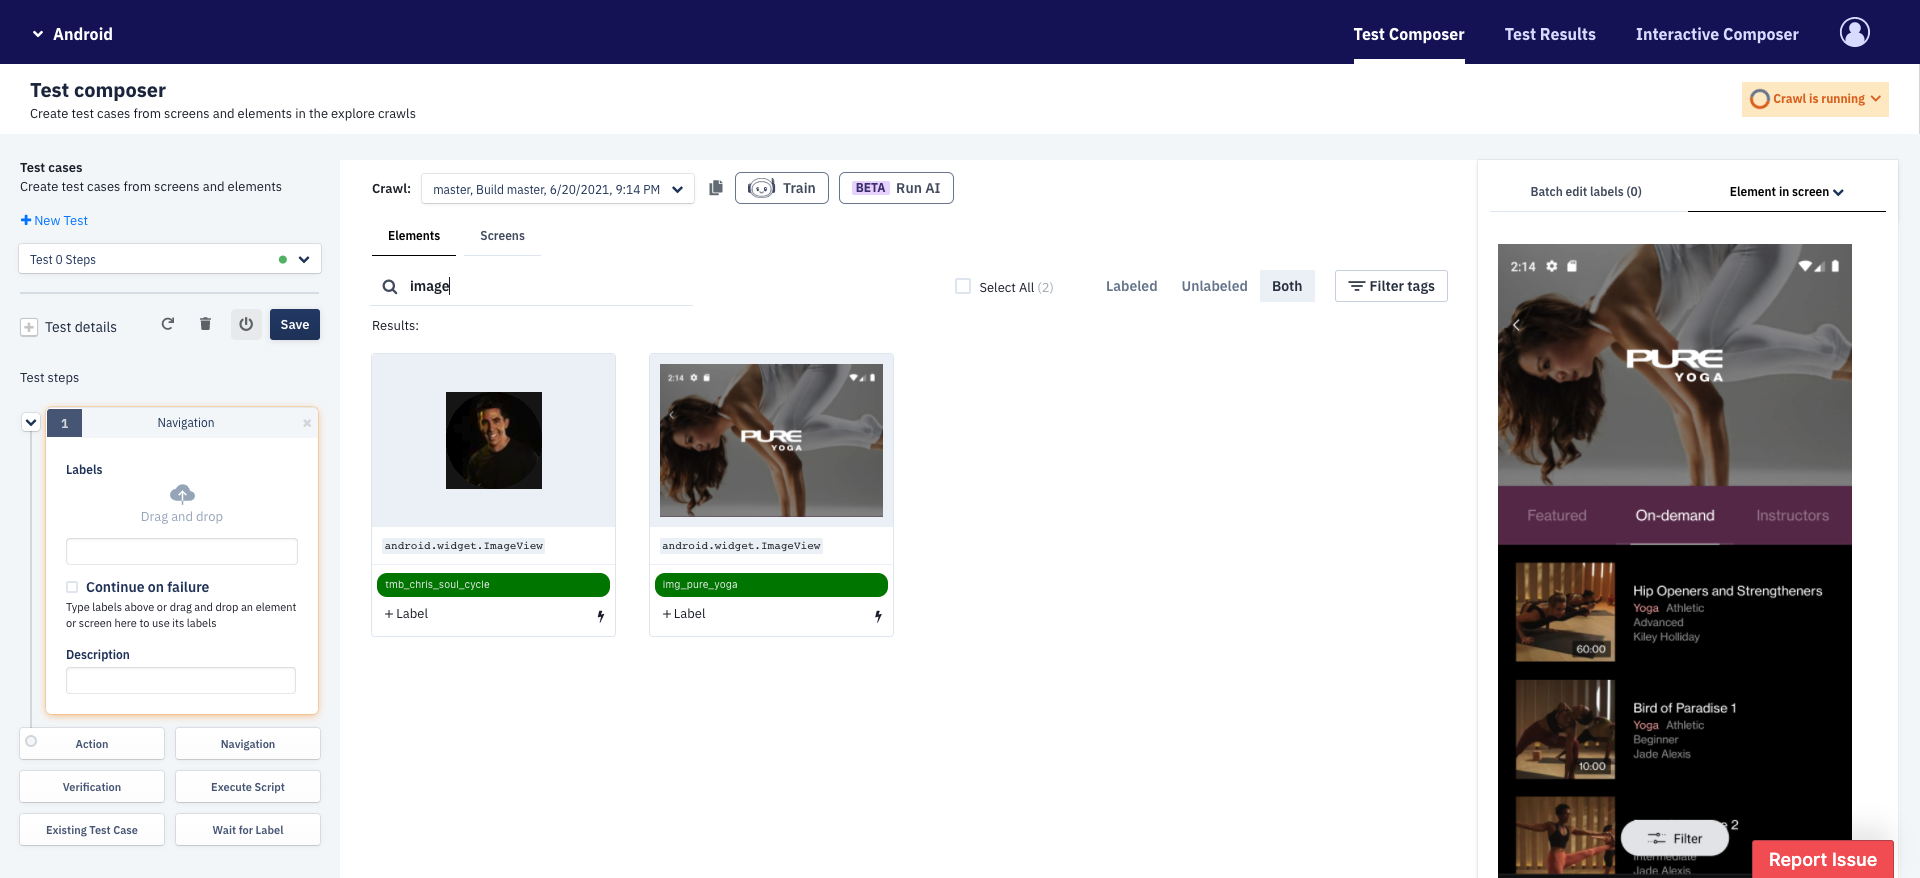 Android
Test Composer
Test Results
Interactive Composer
Test composer
Create test cases from screens and elements in the explore crawls
Crawl is running
Test cases
Create test cases from screens and elements
New Test
Test 0 Steps
Test details
Save
Test steps
1
Navigation
Labels
Drag and drop
Continue on failure
Type labels above or drag and drop an element
or screen here to use its labels
Description
Action
Navigation
Verification
Execute Script
Existing Test Case
Wait for Label
Crawl:
master, Build master, 6/20/2021, 9:14 PM
Train
BETA Run AI
Elements
Screens
image
Select All (2)
Labeled
Unlabeled
Both
Filter tags
Results:
android.widget.ImageView
tmb_chris_soul_cycle
+ Label
2:14
PURE
YOGA
android.widget.ImageView
img_pure_yoga
+ Label
Batch edit labels (0)
Element in screen
2:14
PURE
YOGA
Featured
On-demand
Instructors
60:00
Hip Openers and Strengtheners
Yoga Athletic
Advanced
Kiley Holliday
10:00
Bird of Paradise 1
Yoga Athletic
Beginner
Jade Alexis
e 2
Filter
Intermediate
Jade Alexis
Report Issue